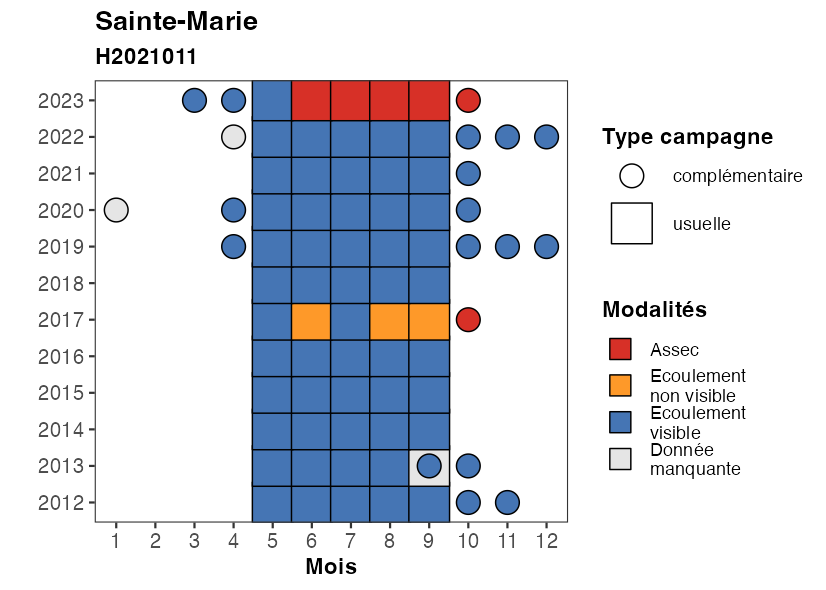 Sainte-Marie
H2021011
2023
2022
2021
2020
2019
2018
2017
2016
2015
2014
2013
2012
1 2 3 4 5 6 7 8 9 10 11 12
Mois
Type campagne
complémentaire
usuelle
Modalités
Assec
Ecoulement
non visible
Ecoulement
visible
Donnée
manquante